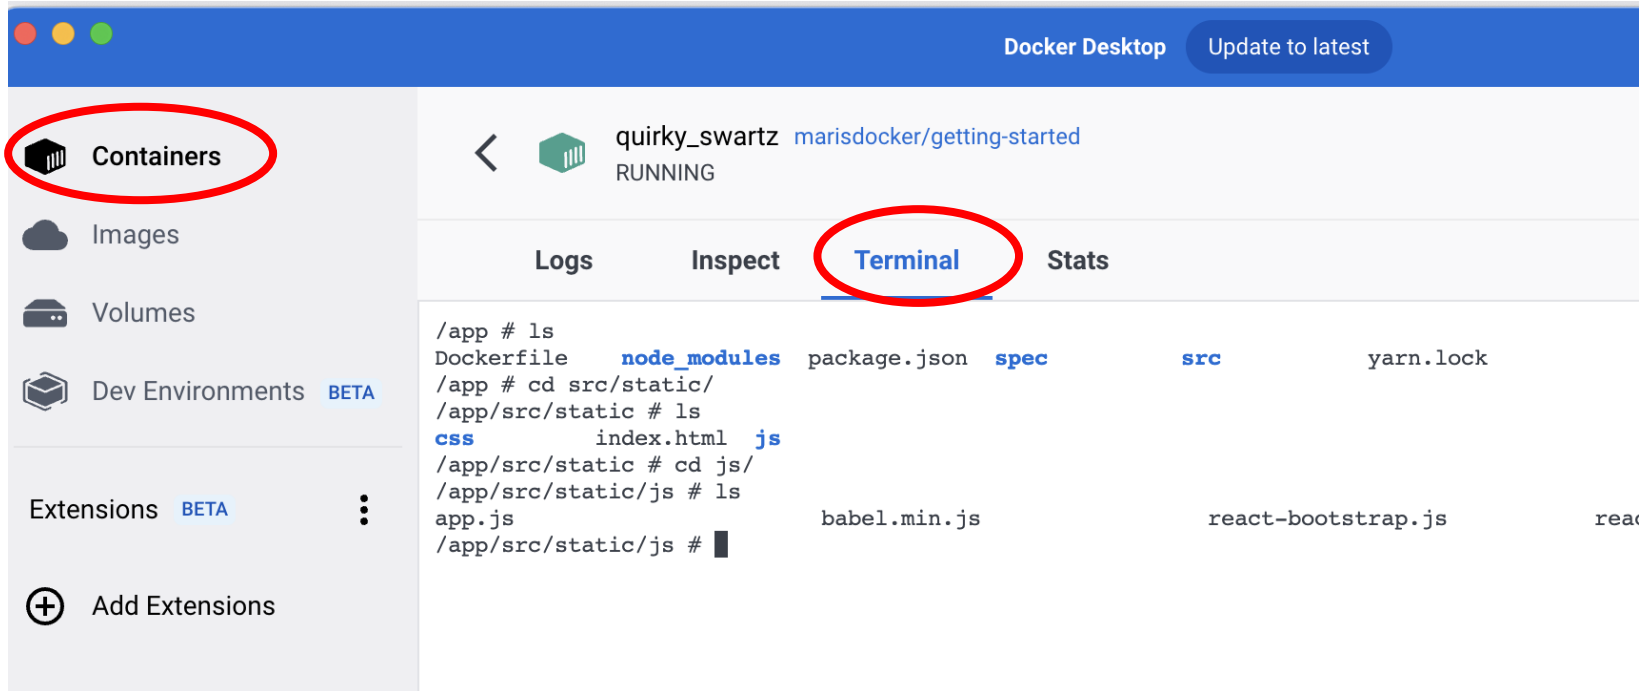 Docker Desktop Update to latest
Containers
Images
Volumes
Dev Environments BETA
Extensions BETA
Add Extensions
quirky_swartz marisdocker/getting-started
RUNNING
Logs Inspect Terminal Stats
/app # ls
Dockerfile node_modules package.json spec src yarn.lock
/app # cd src/static/
/app/src/static # ls
css index.html js
/app/src/static # cd js/
/app/src/static/js # ls
app.js babel.min.js react-bootstrap.js
/app/src/static/js #